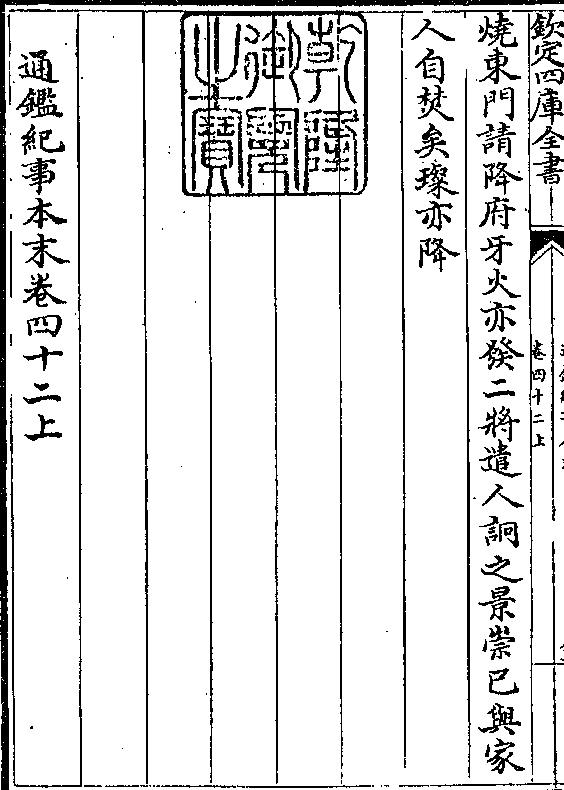 欽定四庫全書
卷四十二上
燒東門請降府牙火亦發二將遣人詗之景崇已與家
人自焚矣璨亦降
乾隆御覽之寶
通鑑紀事本末卷四十二上